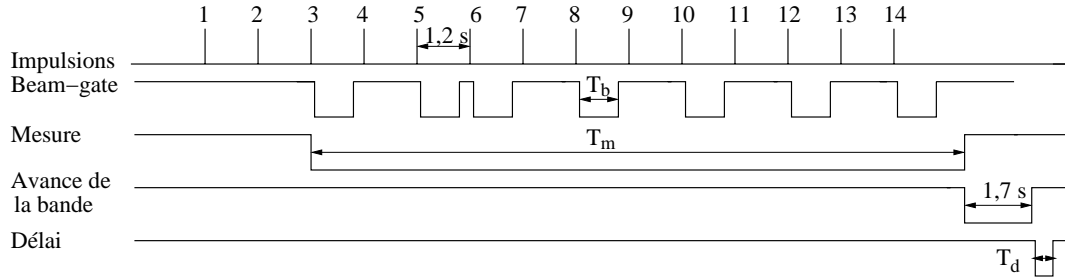 1 2 3 4 5 6 7 8 9 10 11 12 13 14
1,2 s
Impulsions
Beam−gate
T_b
Mesure
T_m
Avance de
la bande
1,7 s
Délai
T_d